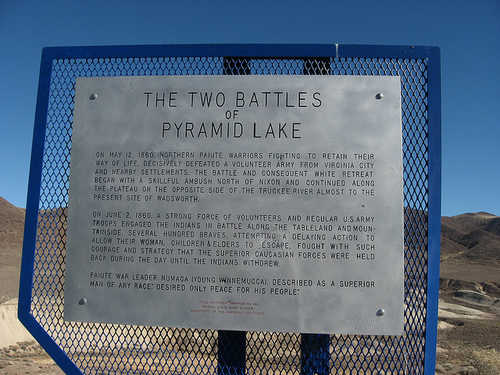 THE TWO BATTLES
OF
PYRAMID LAKE
ON MAY 12, 1860, NORTHERN PAIUTE WARRIORS FIGHTING TO RETAIN THEIR
WAY OF LIFE, DECISIVELY DEFEATED A VOLUNTEER ARMY FROM VIRGINIA CITY
AND NEARBY SETTLEMENTS. THE BATTLE AND CONSEQUENT WHITE RETREAT
BEGAN WITH A SKILLFUL AMBUSH NORTH OF NIXON AND CONTINUED ALONG
THE PLATEAU ON THE OPPOSITE SIDE OF THE TRUCKEE RIVER ALMOST TO THE
PRESENT SITE OF WADSWORTH.
ON JUNE 2, 1860, A STRONG FORCE OF VOLUNTEERS AND REGULAR U.S. ARMY
TROOPS ENGAGED THE INDIANS IN BATTLE ALONG THE TABLELAND AND MOUN-
TAINSIDE. SEVERAL HUNDRED BRAVES, ATTEMPTING A DELAYING ACTION TO
ALLOW THEIR WOMAN, CHILDREN & ELDERS TO ESCAPE, FOUGHT WITH SUCH
COURAGE AND STRATEGY THAT THE SUPERIOR CAUCASIAN FORCES WERE HELD
BACK DURING THE DAY UNTIL THE INDIANS WITHDREW.
PAIUTE WAR LEADER NUMAGA (YOUNG WINNEMUCCA), DESCRIBED AS A SUPERIOR
MAN OF ANY RACE, DESIRED ONLY PEACE FOR HIS PEOPLE."